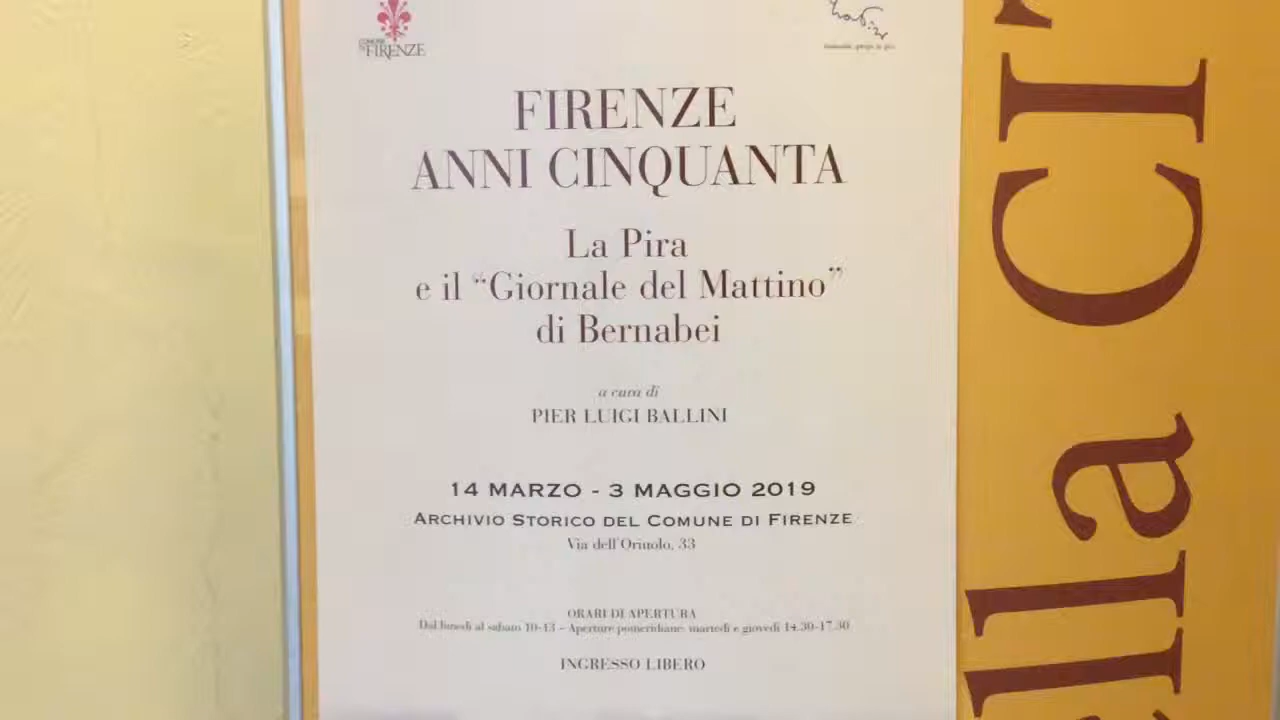 COMUNE DI FIRENZE
FIRENZE
ANNI CINQUANTA
La Pira
e il “Giornale del Mattino”
di Bernabei
a cura di
PIER LUIGI BALLINI
14 MARZO - 3 MAGGIO 2019
ARCHIVIO STORICO DEL COMUNE DI FIRENZE
Via dell'Oriuolo, 33
ORARI DI APERTURA
Dal lunedì al sabato 10-13 – Aperture pomeridiane: martedì e giovedì 14.30-17.30
INGRESSO LIBERO
ella CIT